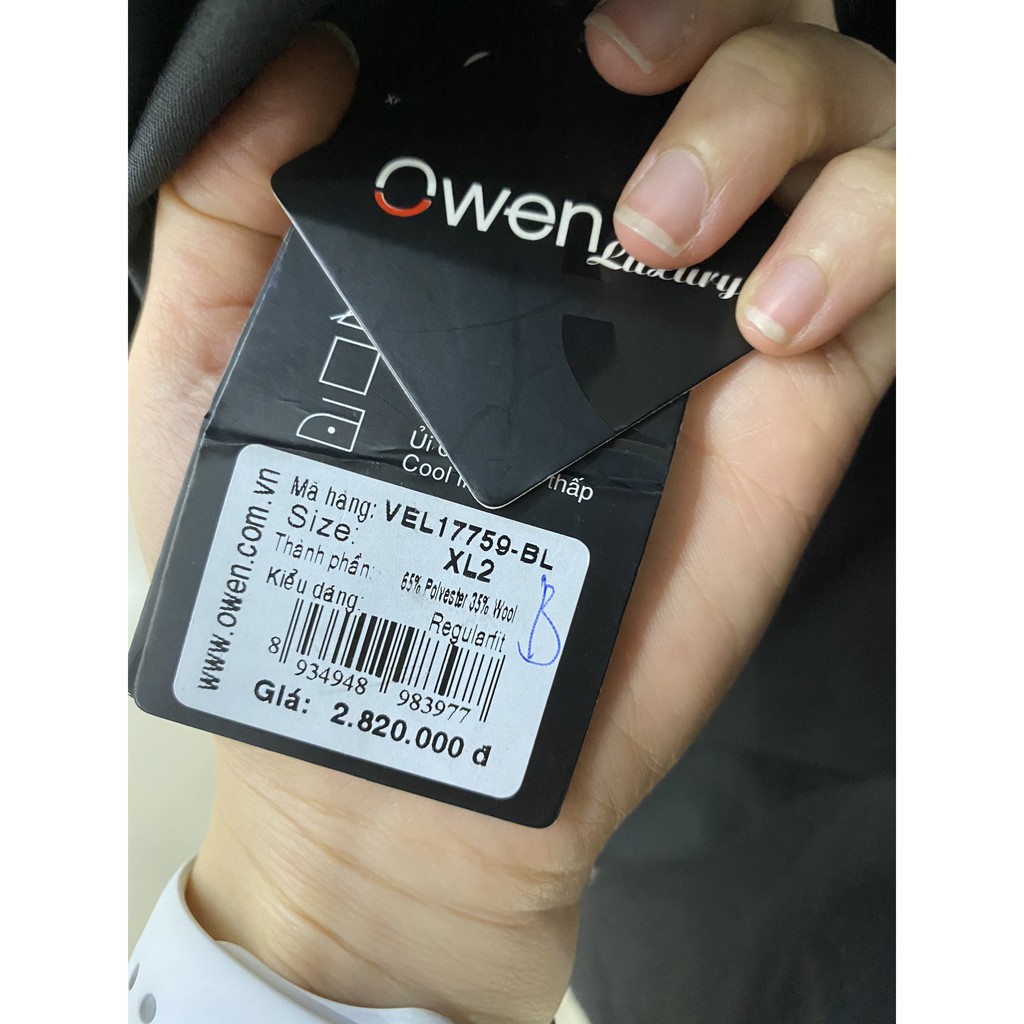 Owen
Luxury
Ủi
Cool
thấp
www.owen.com.vn
Mã hàng: VEL17759-BL
Size: XL2
Thành phần: 65% Polyester 35% Wool
Kiểu dáng: Regularfit
B
8 934948 983977
Giá: 2.820.000 đ